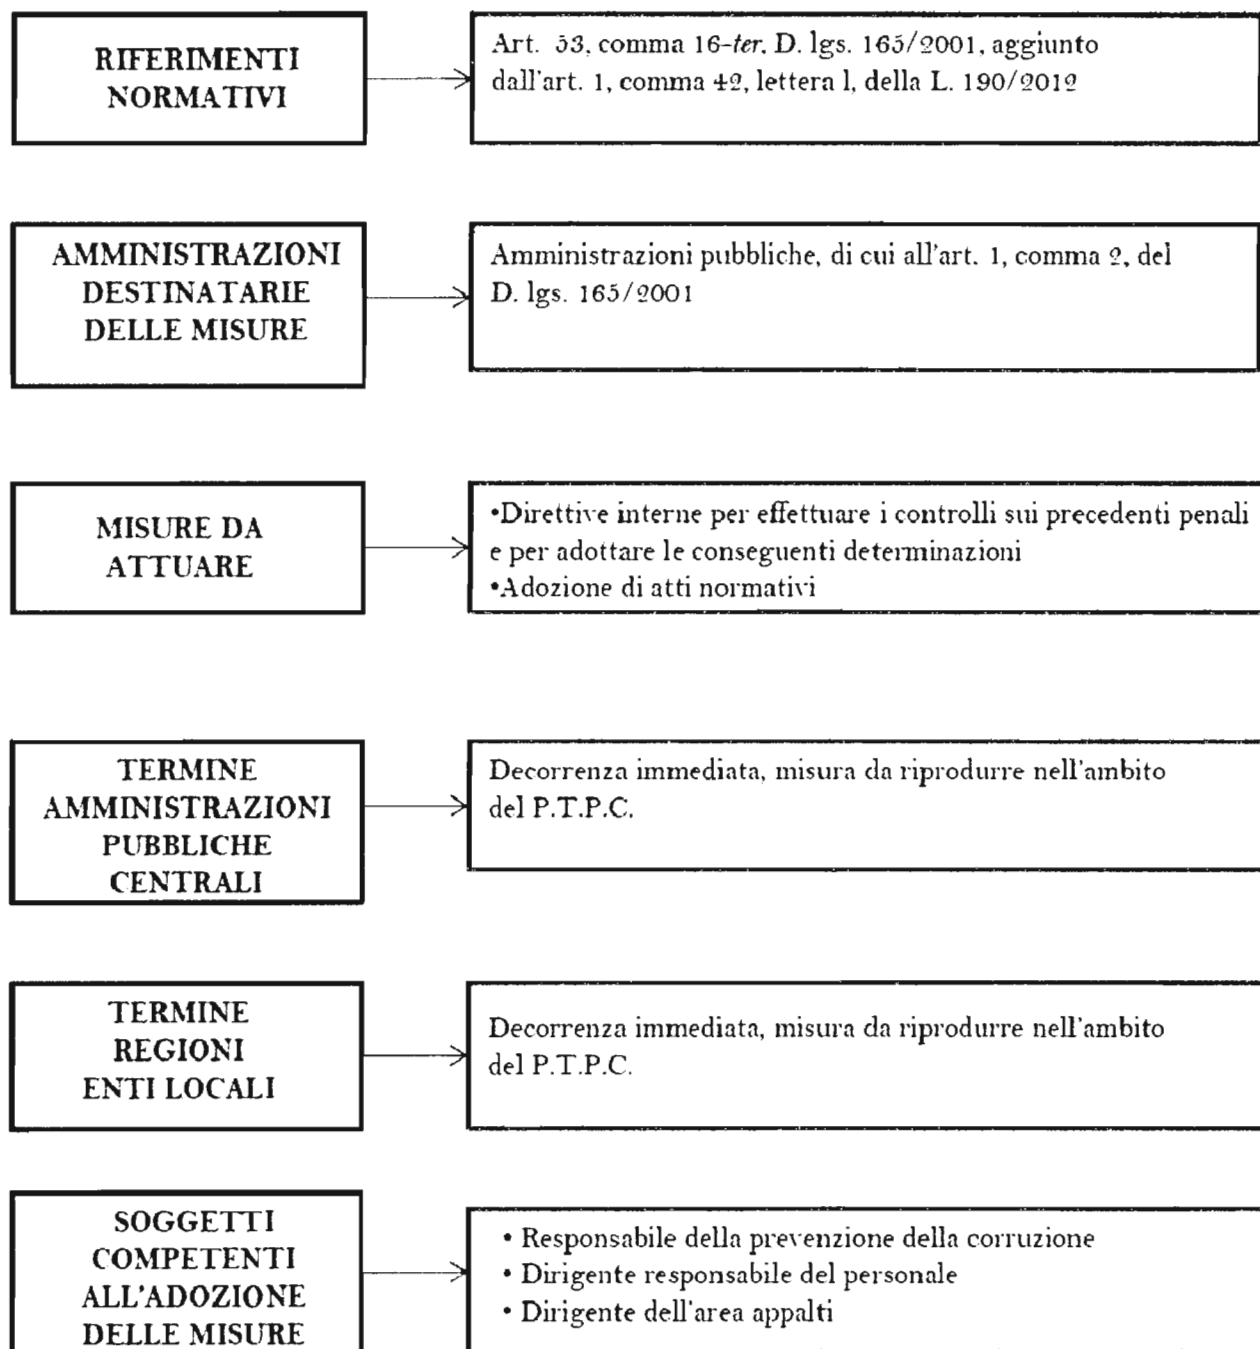 RIFERIMENTI
NORMATIVI
Art. 53, comma 16-ter, D. lgs. 165/2001, aggiunto
dall'art. 1, comma 42, lettera l, della L. 190/2012
AMMINISTRAZIONI
DESTINATARIE
DELLE MISURE
Amministrazioni pubbliche, di cui all'art. 1, comma 2, del
D. lgs. 165/2001
MISURE DA
ATTUARE
•Direttive interne per effettuare i controlli sui precedenti penali
e per adottare le conseguenti determinazioni
•Adozione di atti normativi
TERMINE
AMMINISTRAZIONI
PUBBLICHE
CENTRALI
Decorrenza immediata, misura da riprodurre nell'ambito
del P.T.P.C.
TERMINE
REGIONI
ENTI LOCALI
Decorrenza immediata, misura da riprodurre nell'ambito
del P.T.P.C.
SOGGETTI
COMPETENTI
ALL'ADOZIONE
DELLE MISURE
• Responsabile della prevenzione della corruzione
• Dirigente responsabile del personale
• Dirigente dell'area appalti